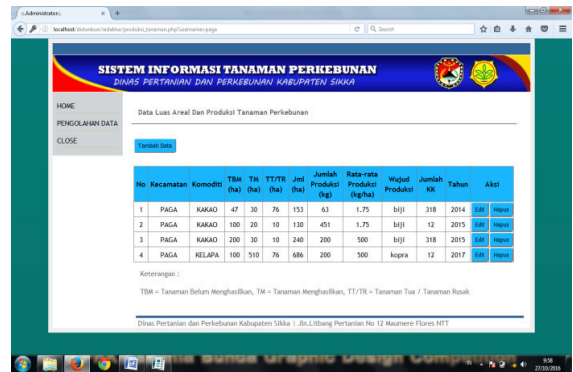 ::Administrator::
localhost/distanbun/redaktur/produksi_tanaman.php?username=paga
Search
SISTEM INFORMASI TANAMAN PERKEBUNAN
DINAS PERTANIAN DAN PERKEBUNAN KABUPATEN SIKKA
HOME
PENGOLAHAN DATA
CLOSE
Data Luas Areal Dan Produksi Tanaman Perkebunan
Tambah Data
No Kecamatan Komoditi TBM (ha) TM (ha) TT/TR (ha) Jml (ha) Jumlah Produksi (kg) Rata-rata Produksi (kg/ha) Wujud Produksi Jumlah KK Tahun Aksi
1 PAGA KAKAO 47 30 76 153 63 1.75 biji 318 2014 Edit Hapus
2 PAGA KAKAO 100 20 10 130 451 1.75 biji 12 2015 Edit Hapus
3 PAGA KAKAO 200 30 10 240 200 500 biji 318 2015 Edit Hapus
4 PAGA KELAPA 100 510 76 686 200 500 kopra 12 2017 Edit Hapus
Keterangan :
TBM = Tanaman Belum Menghasilkan, TM = Tanaman Menghasilkan, TT/TR = Tanaman Tua / Tanaman Rusak
Dinas Pertanian dan Perkebunan Kabupaten Sikka | Jln.Litbang Pertanian No 12 Maumere Flores NTT
9:58
27/10/2016